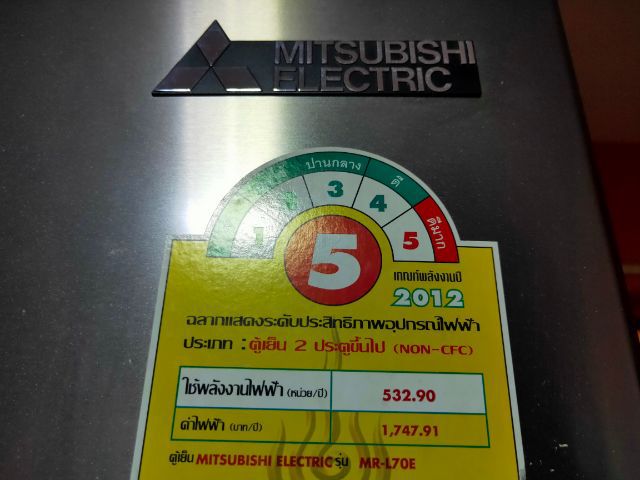 MITSUBISHI
ELECTRIC
ปานกลาง
ดี
ดีมาก
1
3
4
5
5
เกณฑ์พลังงานปี
2012
ฉลากแสดงระดับประสิทธิภาพอุปกรณ์ไฟฟ้า
ประเภท : ตู้เย็น 2 ประตูขึ้นไป (NON-CFC)
ใช้พลังงานไฟฟ้า (หน่วย/ปี) 532.90
ค่าไฟฟ้า (บาท/ปี) 1,747.91
ตู้เย็น MITSUBISHI ELECTRIC รุ่น MR-L70E